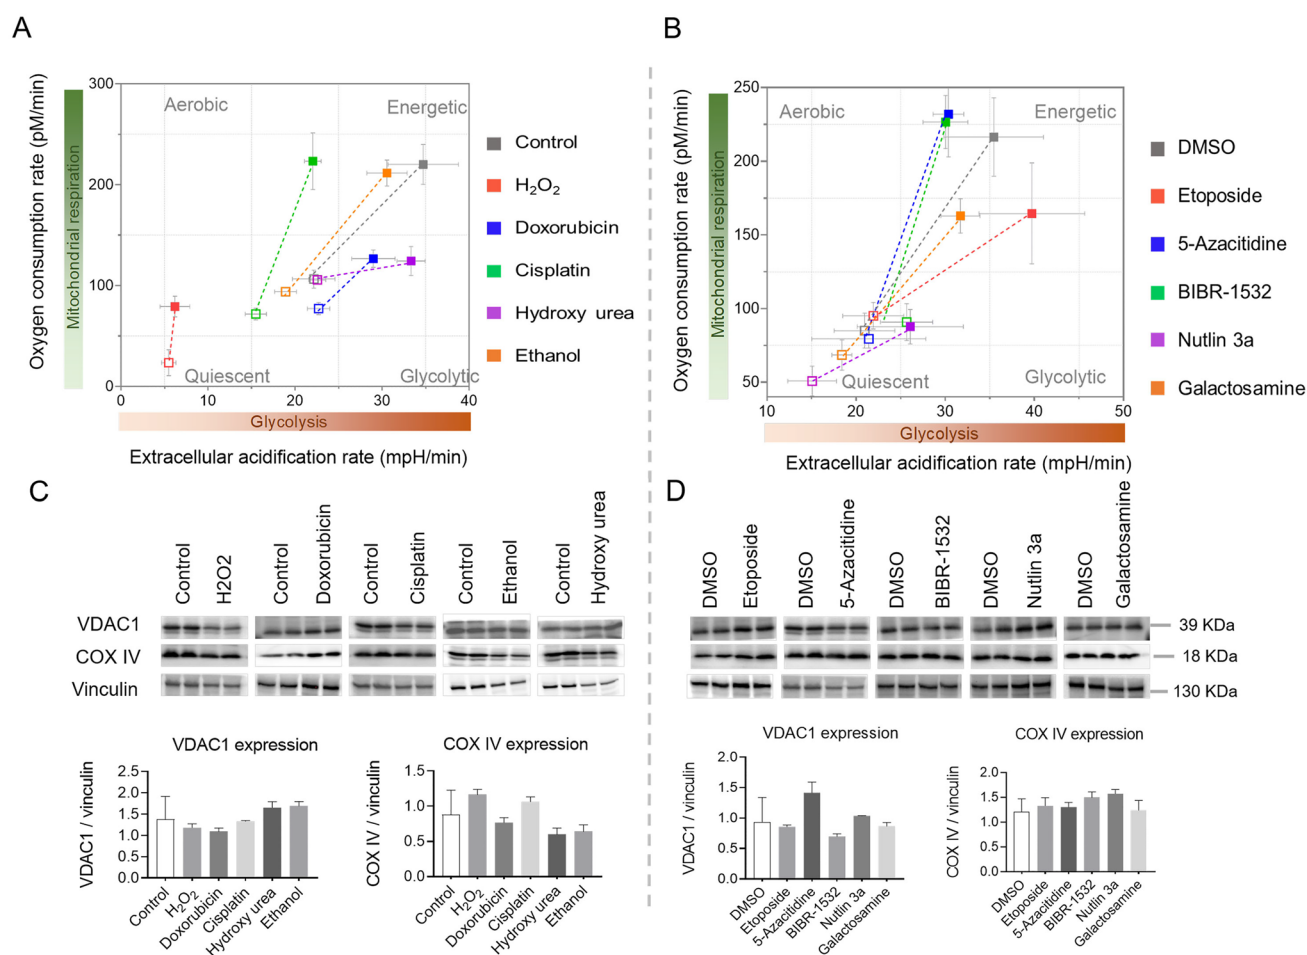 A
Oxygen consumption rate (pM/min)
Mitochondrial respiration
300
200
100
0
Aerobic
Energetic
Quiescent
Glycolytic
0
10
20
30
40
Glycolysis
Extracellular acidification rate (mpH/min)
Control
H₂O₂
Doxorubicin
Cisplatin
Hydroxy urea
Ethanol
B
Oxygen consumption rate (pM/min)
Mitochondrial respiration
250
200
150
100
50
Aerobic
Energetic
Quiescent
Glycolytic
10
20
30
40
50
Glycolysis
Extracellular acidification rate (mpH/min)
DMSO
Etoposide
5-Azacitidine
BIBR-1532
Nutlin 3a
Galactosamine
C
Control
H2O2
Control
Doxorubicin
Control
Cisplatin
Control
Ethanol
Control
Hydroxy urea
VDAC1
COX IV
Vinculin
VDAC1 expression
VDAC1 / vinculin
2.5
2.0
1.5
1.0
0.5
0.0
Control
H₂O₂
Doxorubicin
Cisplatin
Hydroxy urea
Ethanol
COX IV expression
COX IV / vinculin
1.5
1.0
0.5
0.0
Control
H₂O₂
Doxorubicin
Cisplatin
Hydroxy urea
Ethanol
D
DMSO
Etoposide
DMSO
5-Azacitidine
DMSO
BIBR-1532
DMSO
Nutlin 3a
DMSO
Galactosamine
39 KDa
18 KDa
130 KDa
VDAC1 expression
VDAC1 / vinculin
2.0
1.5
1.0
0.5
0.0
DMSO
Etoposide
5-Azacitidine
BIBR-1532
Nutlin 3a
Galactosamine
COX IV expression
COX IV / vinculin
2.0
1.5
1.0
0.5
0.0
DMSO
Etoposide
5-Azacitidine
BIBR-1532
Nutlin 3a
Galactosamine